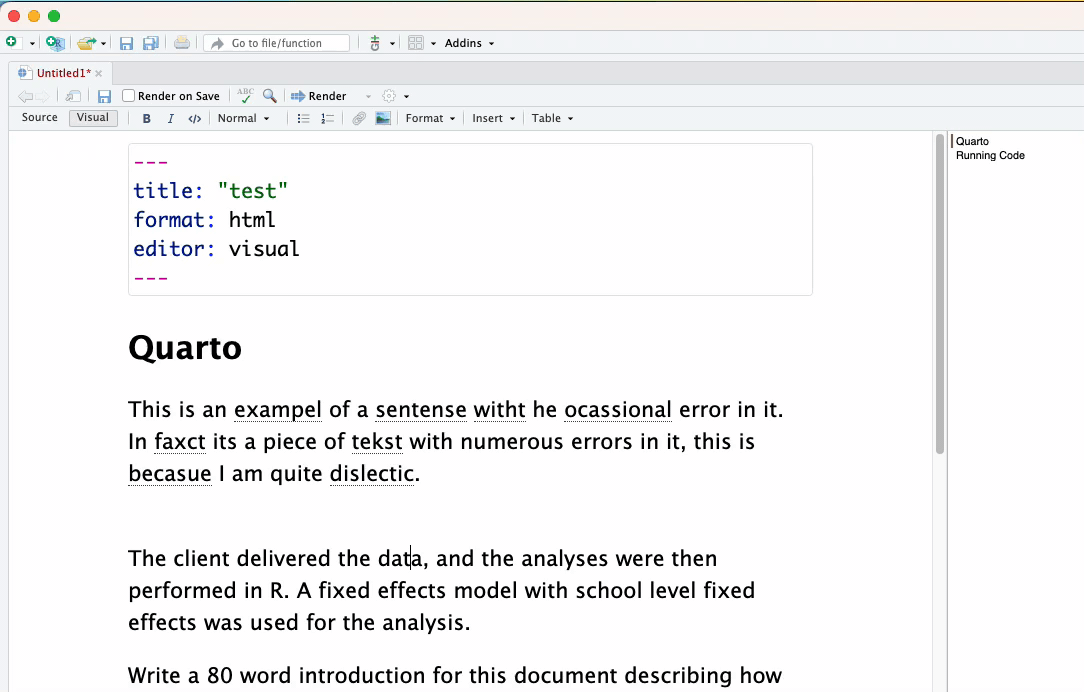 Go to file/function
Addins
Untitled1*
Render on Save
ABC
Render
Source
Visual
B
I
</>
Normal
Format
Insert
Table
---
title: "test"
format: html
editor: visual
---
Quarto
This is an exampel of a sentense witht he ocassional error in it.
In faxct its a piece of tekst with numerous errors in it, this is
becasue I am quite dislectic.
The client delivered the data, and the analyses were then
performed in R. A fixed effects model with school level fixed
effects was used for the analysis.
Write a 80 word introduction for this document describing how
Quarto
Running Code